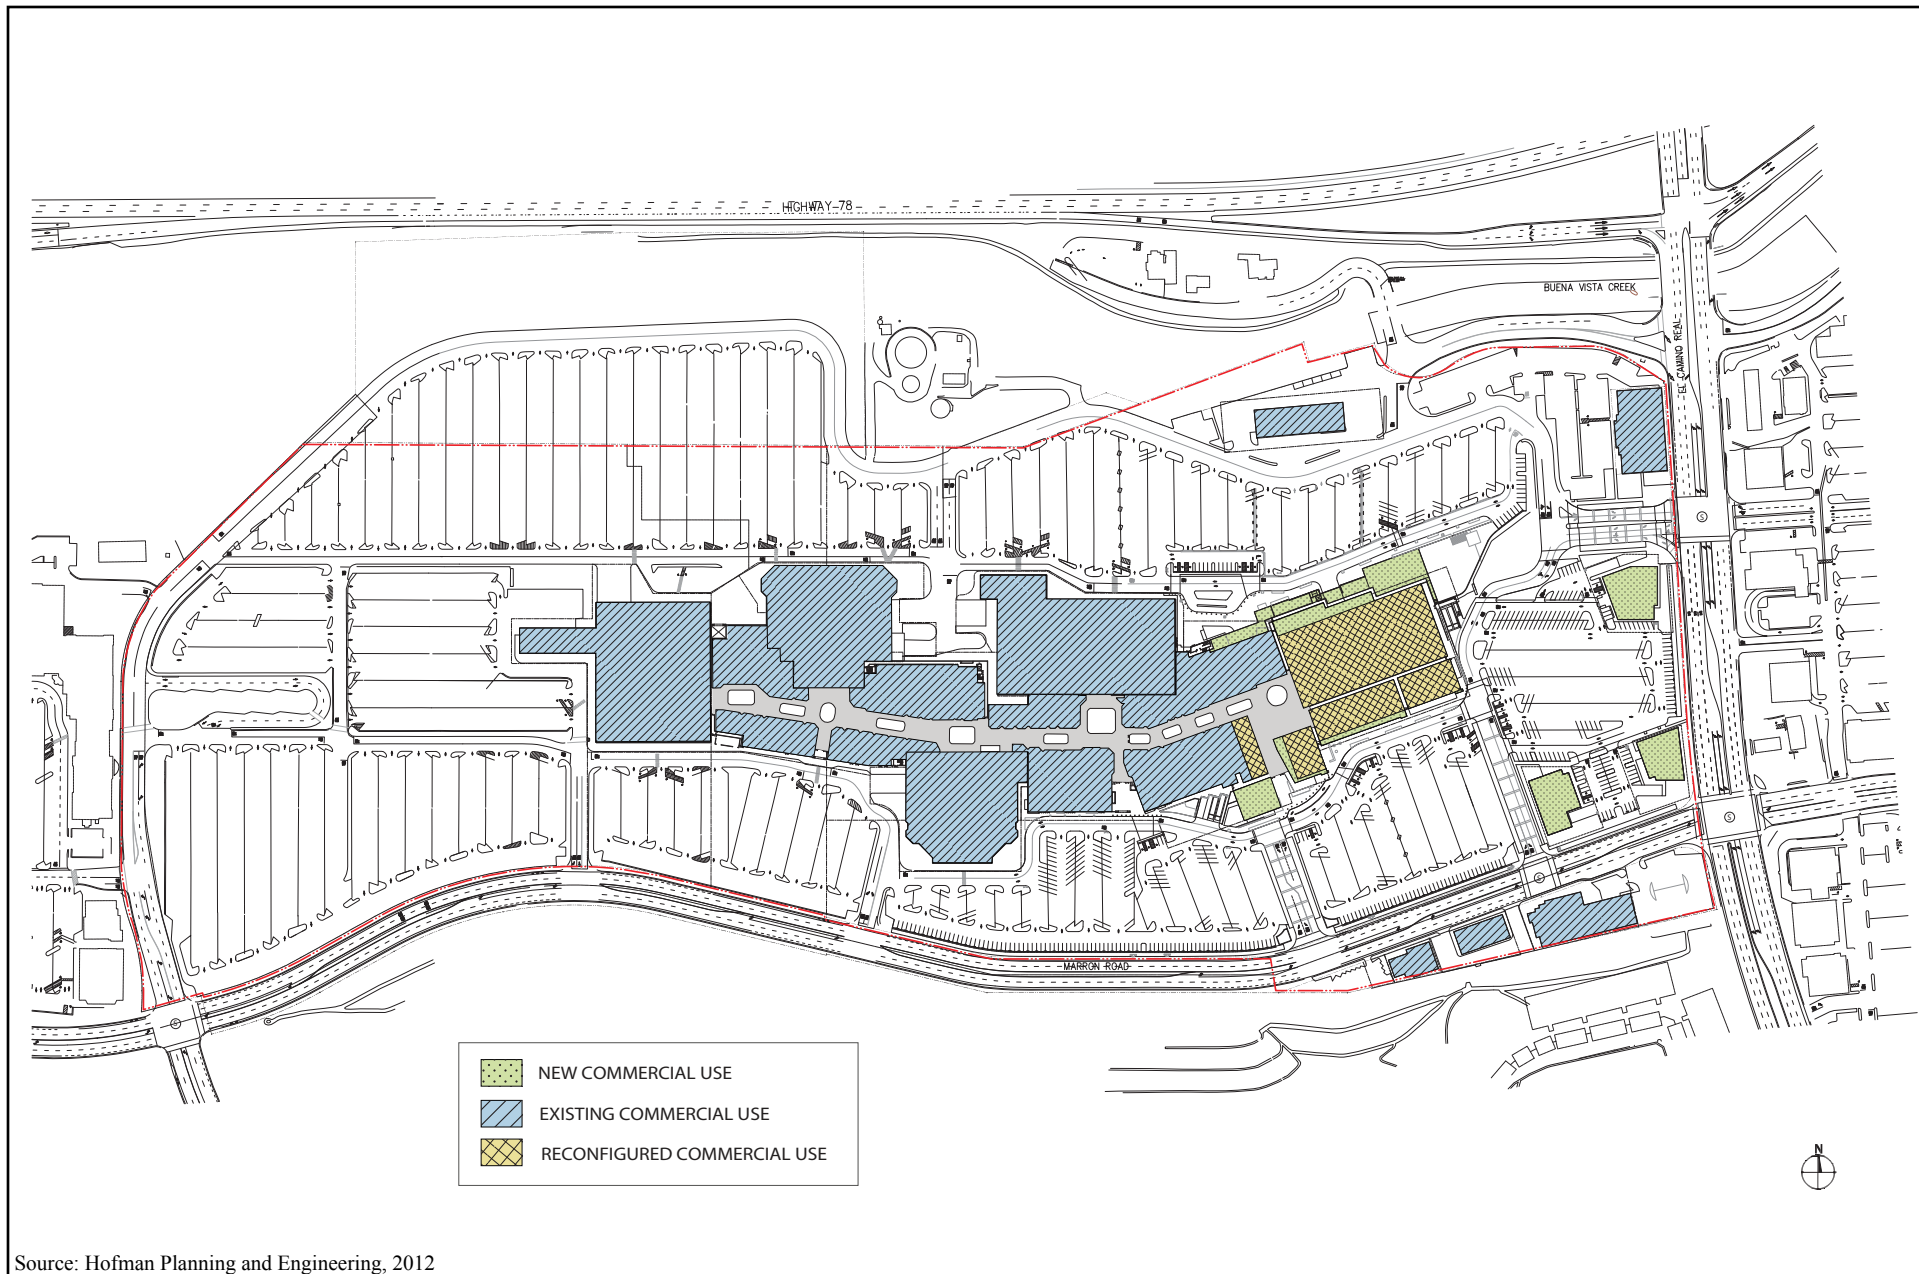 HIGHWAY 78
BUENA VISTA CREEK
EL CAMINO REAL
S
S
S
MARRON ROAD
S
NEW COMMERCIAL USE
EXISTING COMMERCIAL USE
RECONFIGURED COMMERCIAL USE
N
Source: Hofman Planning and Engineering, 2012